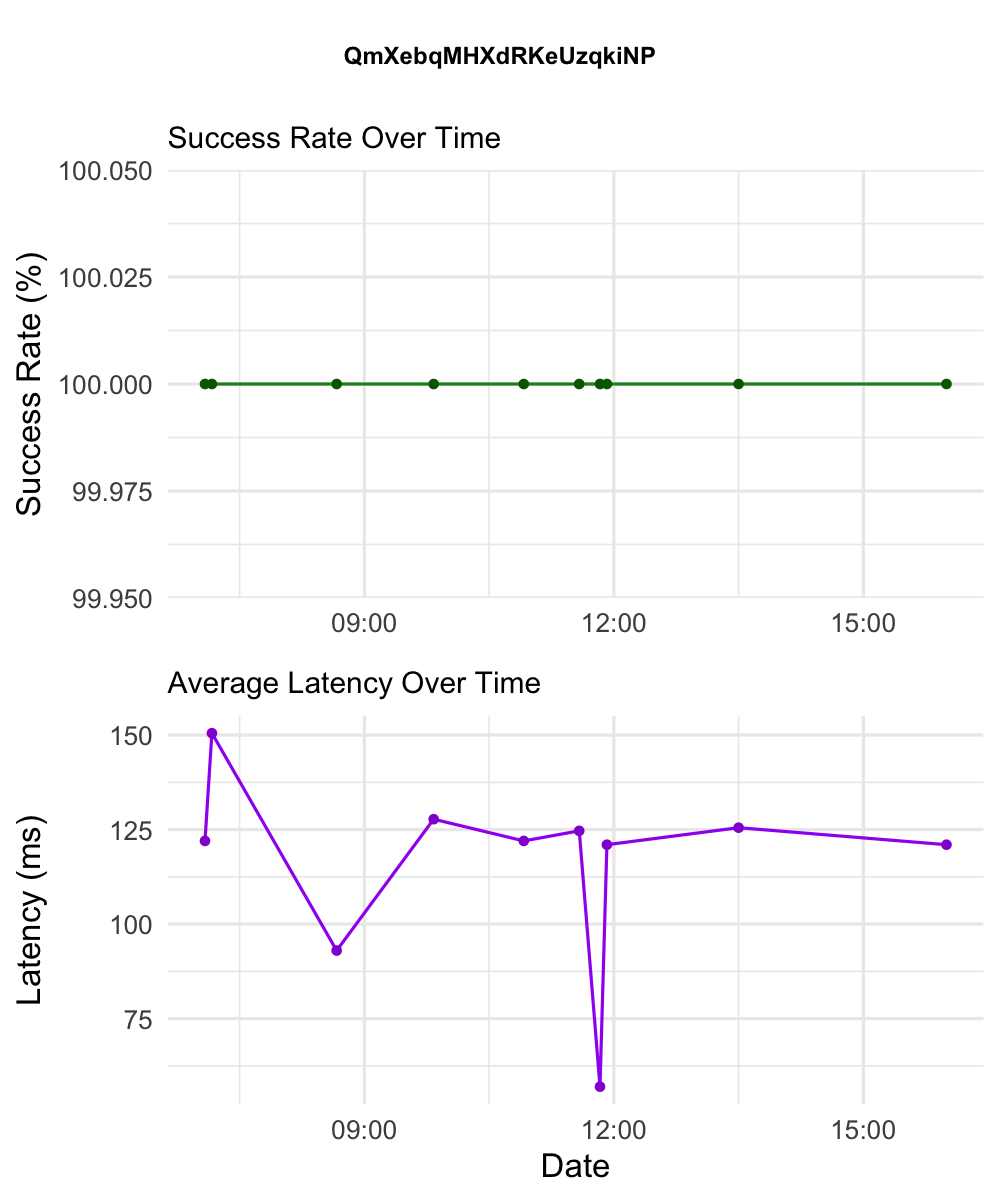 QmXebqMHXdRKeUzqkiNP
Success Rate Over Time
Success Rate (%)
100.050
100.025
100.000
99.975
99.950
09:00 12:00 15:00
Average Latency Over Time
Latency (ms)
150
125
100
75
09:00 12:00 15:00
Date